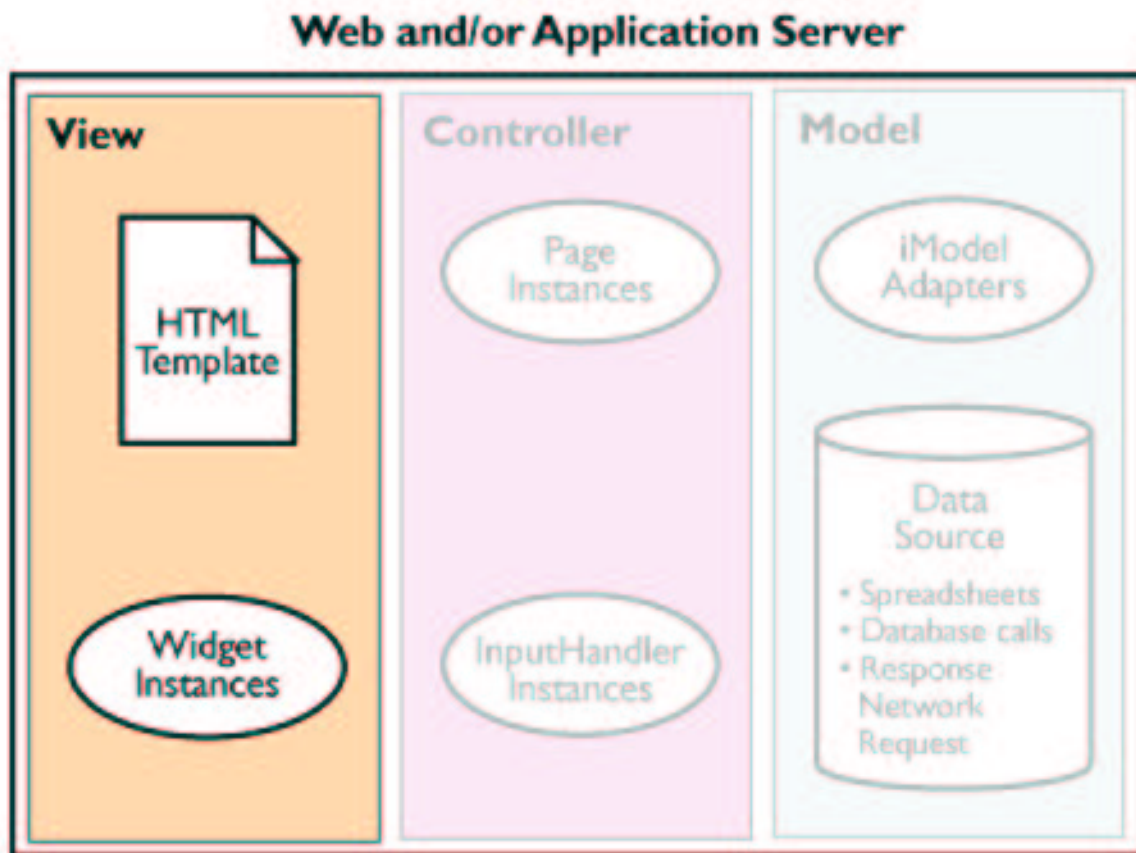 Web and/or Application Server
View
HTML
Template
Widget
Instances
Controller
Page
Instances
InputHandler
Instances
Model
iModel
Adapters
Data
Source
• Spreadsheets
• Database calls
• Response
Network
Request